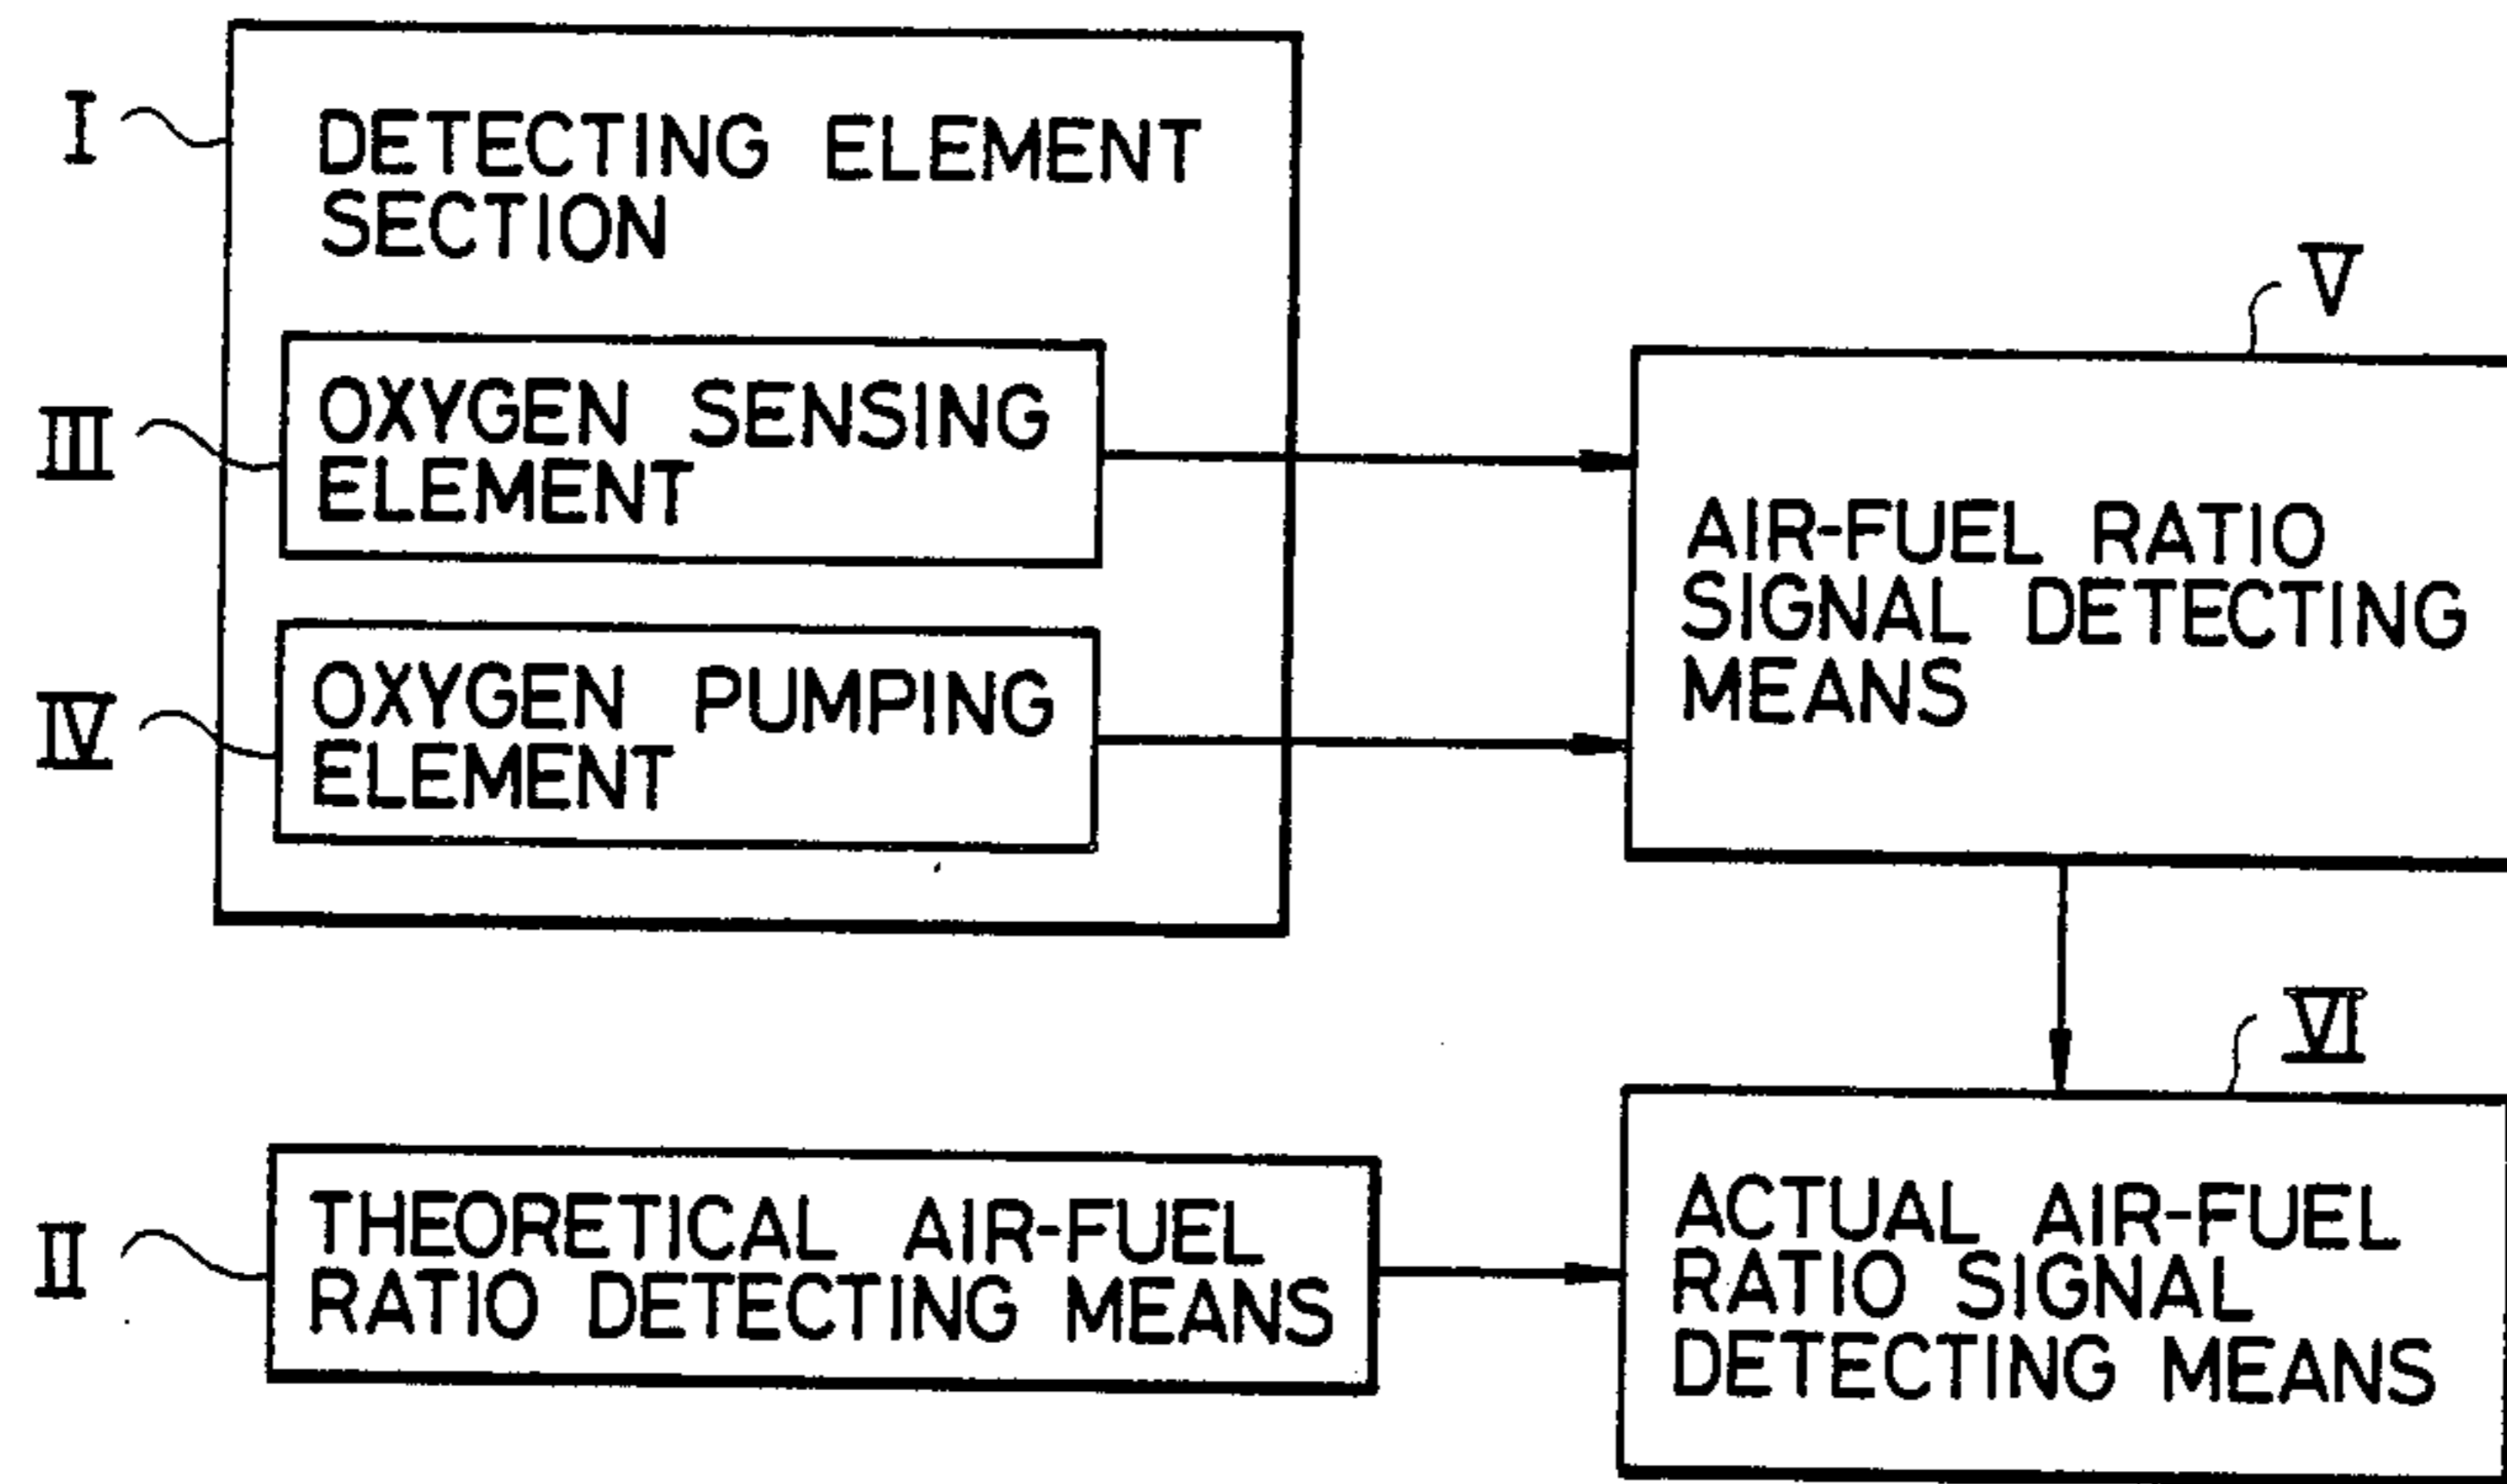 I
DETECTING ELEMENT
SECTION
III
OXYGEN SENSING
ELEMENT
IV
OXYGEN PUMPING
ELEMENT
V
AIR-FUEL RATIO
SIGNAL DETECTING
MEANS
II
THEORETICAL AIR-FUEL
RATIO DETECTING MEANS
VI
ACTUAL AIR-FUEL
RATIO SIGNAL
DETECTING MEANS